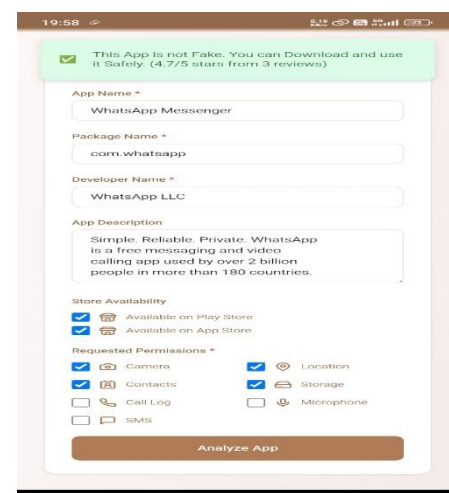 19:58
This App is not Fake. You can Download and use
it Safely. (4.7/5 stars from 3 reviews)
App Name *
WhatsApp Messenger
Package Name *
com.whatsapp
Developer Name *
WhatsApp LLC
App Description
Simple. Reliable. Private. WhatsApp
is a free messaging and video
calling app used by over 2 billion
people in more than 180 countries.
Store Availability
Available on Play Store
Available on App Store
Requested Permissions *
Camera Location
Contacts Storage
Call Log Microphone
SMS
Analyze App